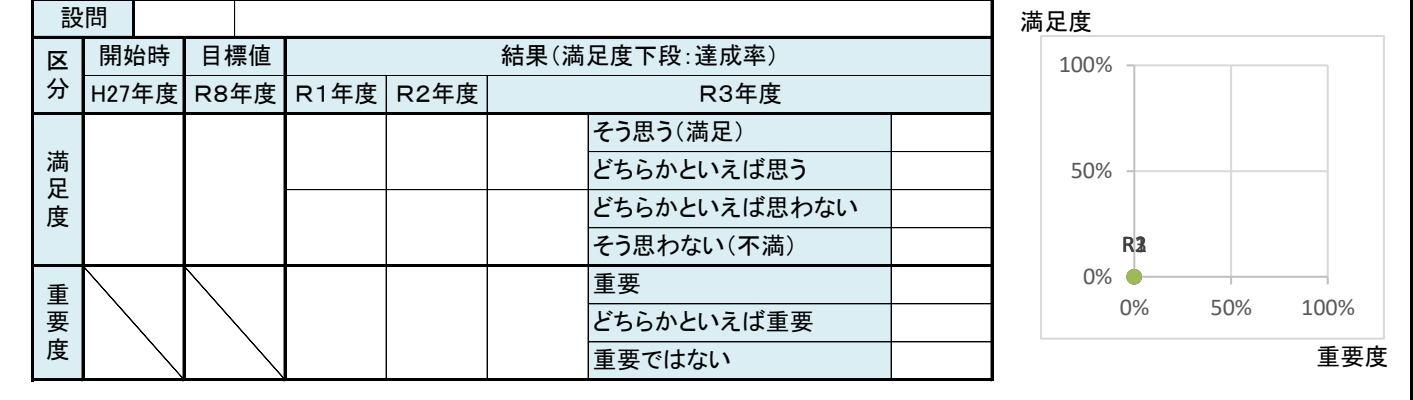 設問
区分 開始時 目標値 結果（満足度下段：達成率）
H27年度 R8年度 R1年度 R2年度 R3年度
満足度
そう思う（満足）
どちらかといえば思う
どちらかといえば思わない
そう思わない（不満）
重要度
重要
どちらかといえば重要
重要ではない
満足度
100%
50%
0%
0% 50% 100%
重要度